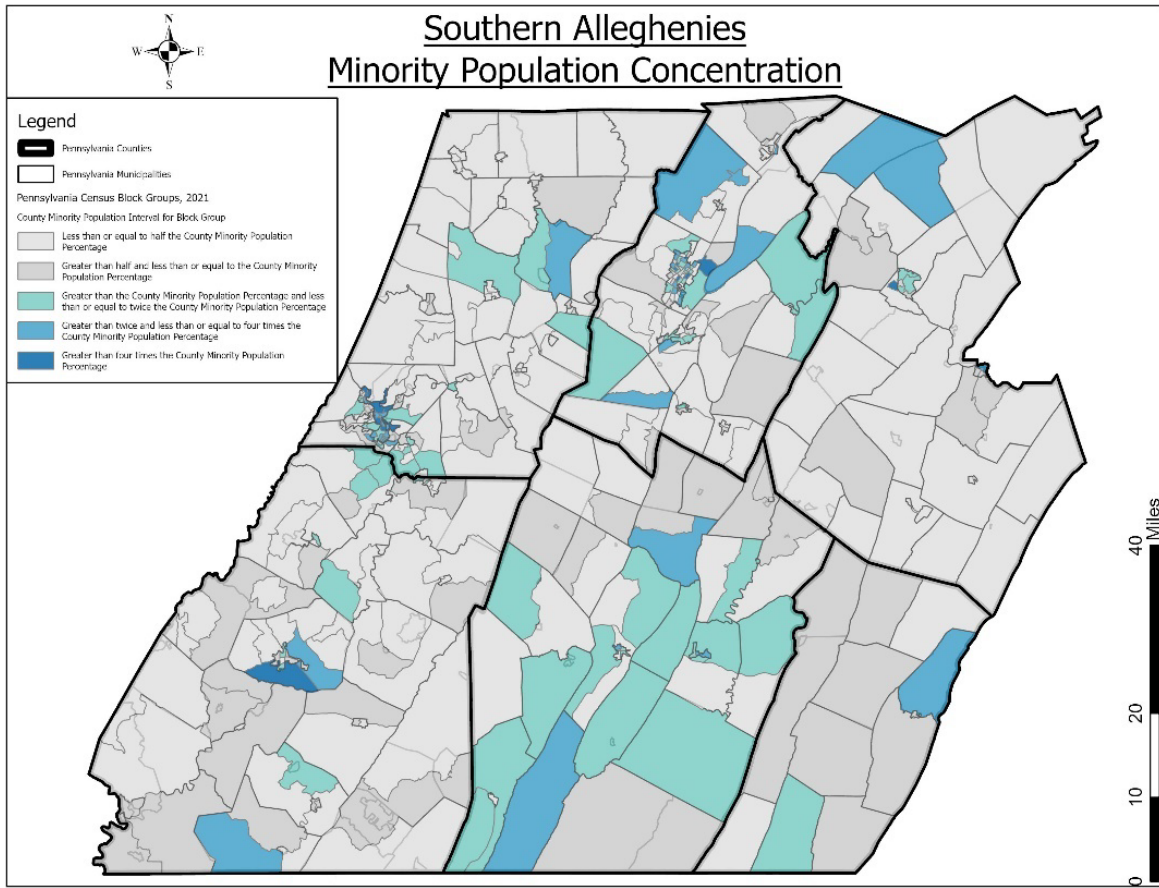 Southern Alleghenies
Minority Population Concentration
N
W E
S
Legend
Pennsylvania Counties
Pennsylvania Municipalities
Pennsylvania Census Block Groups, 2021
County Minority Population Interval for Block Group
Less than or equal to half the County Minority Population
Percentage
Greater than half and less than or equal to the County Minority
Population Percentage
Greater than the County Minority Population Percentage and less
than or equal to twice the County Minority Population Percentage
Greater than twice and less than or equal to four times the
County Minority Population Percentage
Greater than four times the County Minority Population
Percentage
Miles
40
20
10
0